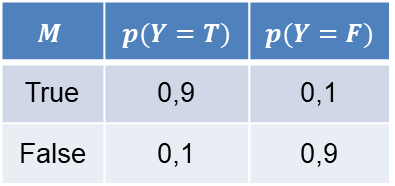 M p(Y = T) p(Y = F)
True 0,9 0,1
False 0,1 0,9